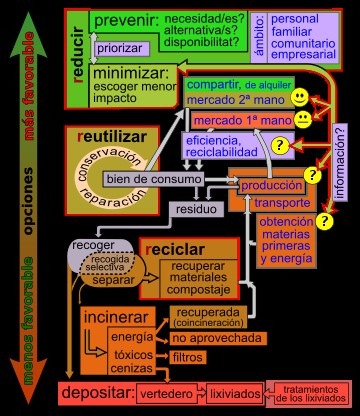 reducir
prevenir: necesidad/es?
alternativa/s?
disponibilitat?
priorizar
ámbito:
personal
familiar
comunitario
empresarial
minimizar:
escoger menor
impacto
compartir, de alquiler
mercado 2ª mano
mercado 1ª mano
eficiencia,
reciclabilidad
?
información?
más favorable
opciones
menos favorable
reutilizar
conservación
reparación
bien de consumo
producción
?
transporte
residuo
obtención
materias
primeras
y energía
?
recoger
recogida
selectiva
separar
reciclar
recuperar
materiales
compostaje
incinerar
energía
recuperada
(coincineración)
no aprovechada
tóxicos
filtros
cenizas
depositar:
vertedero
lixiviados
tratamientos
de los lixiviados